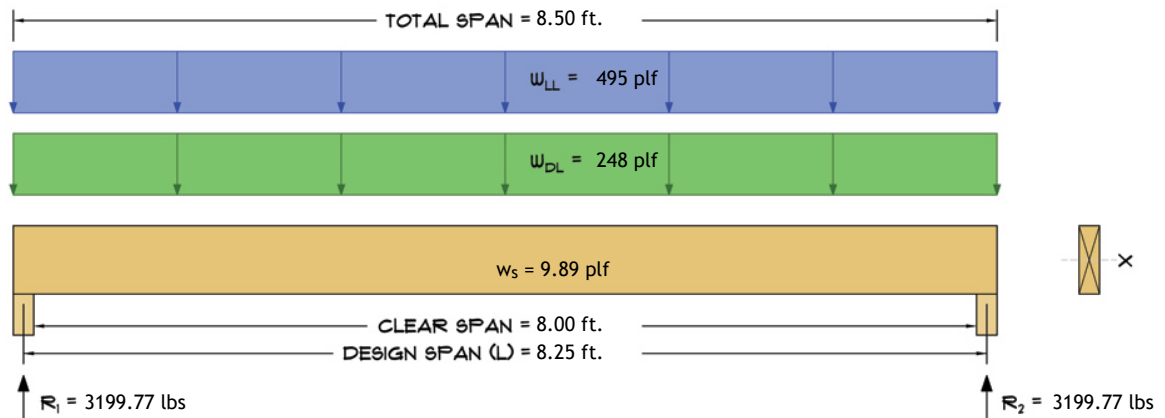 TOTAL SPAN = 8.50 ft.
WLL = 495 plf
WDL = 248 plf
ws = 9.89 plf
X
CLEAR SPAN = 8.00 ft.
DESIGN SPAN (L) = 8.25 ft.
R1 = 3199.77 lbs
R2 = 3199.77 lbs